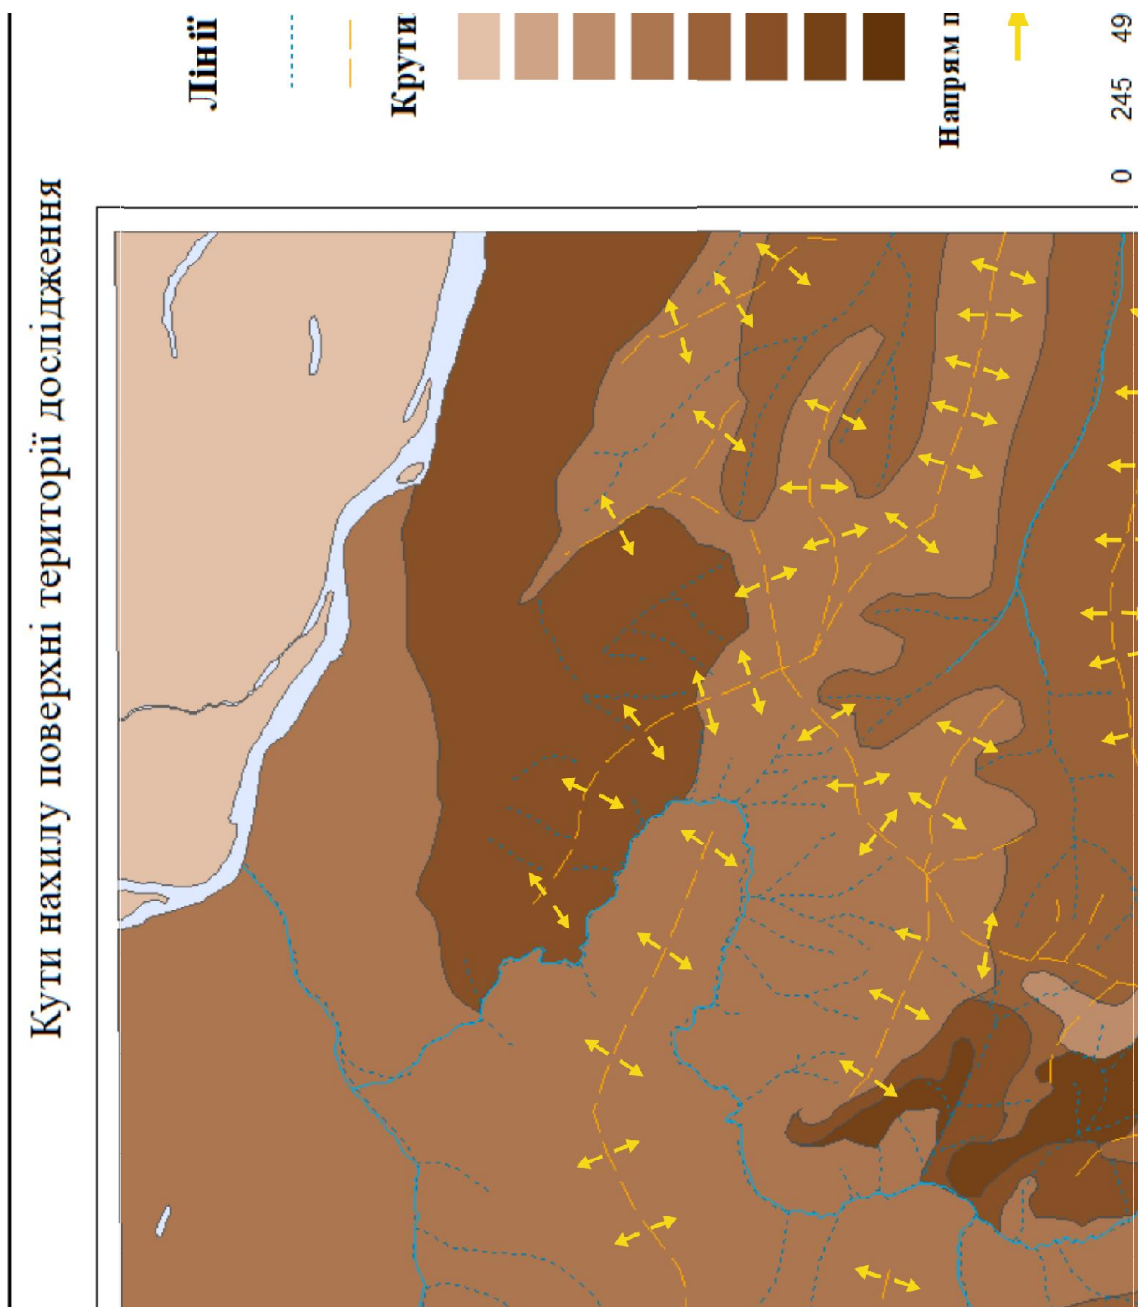 Кути нахилу поверхні території дослідження
Лінії
Крути
Напрям п
0 245 49